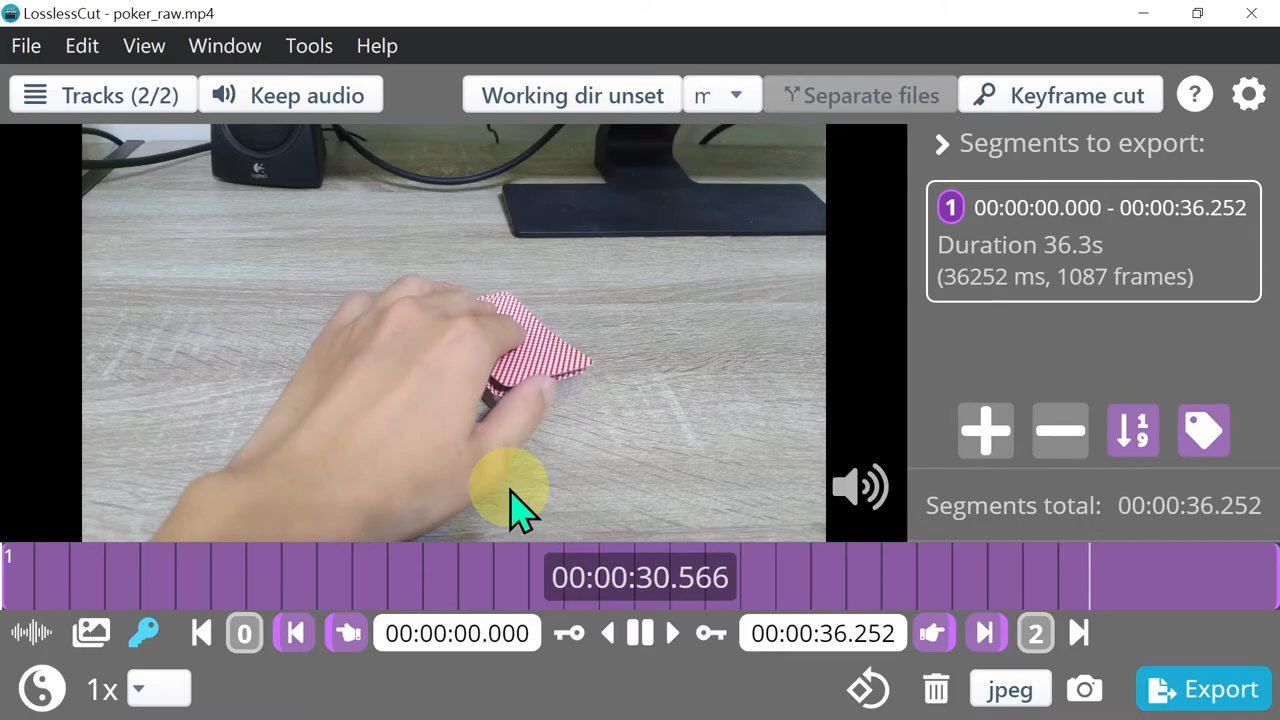 LosslessCut - poker_raw.mp4
File Edit View Window Tools Help
Tracks (2/2) Keep audio Working dir unset Separate files Keyframe cut ?
Segments to export:
1 00:00:00.000 - 00:00:36.252
Duration 36.3s
(36252 ms, 1087 frames)
1 9
Segments total: 00:00:36.252
1
00:00:30.566
0 00:00:00.000 00:00:36.252 2
1x jpeg Export